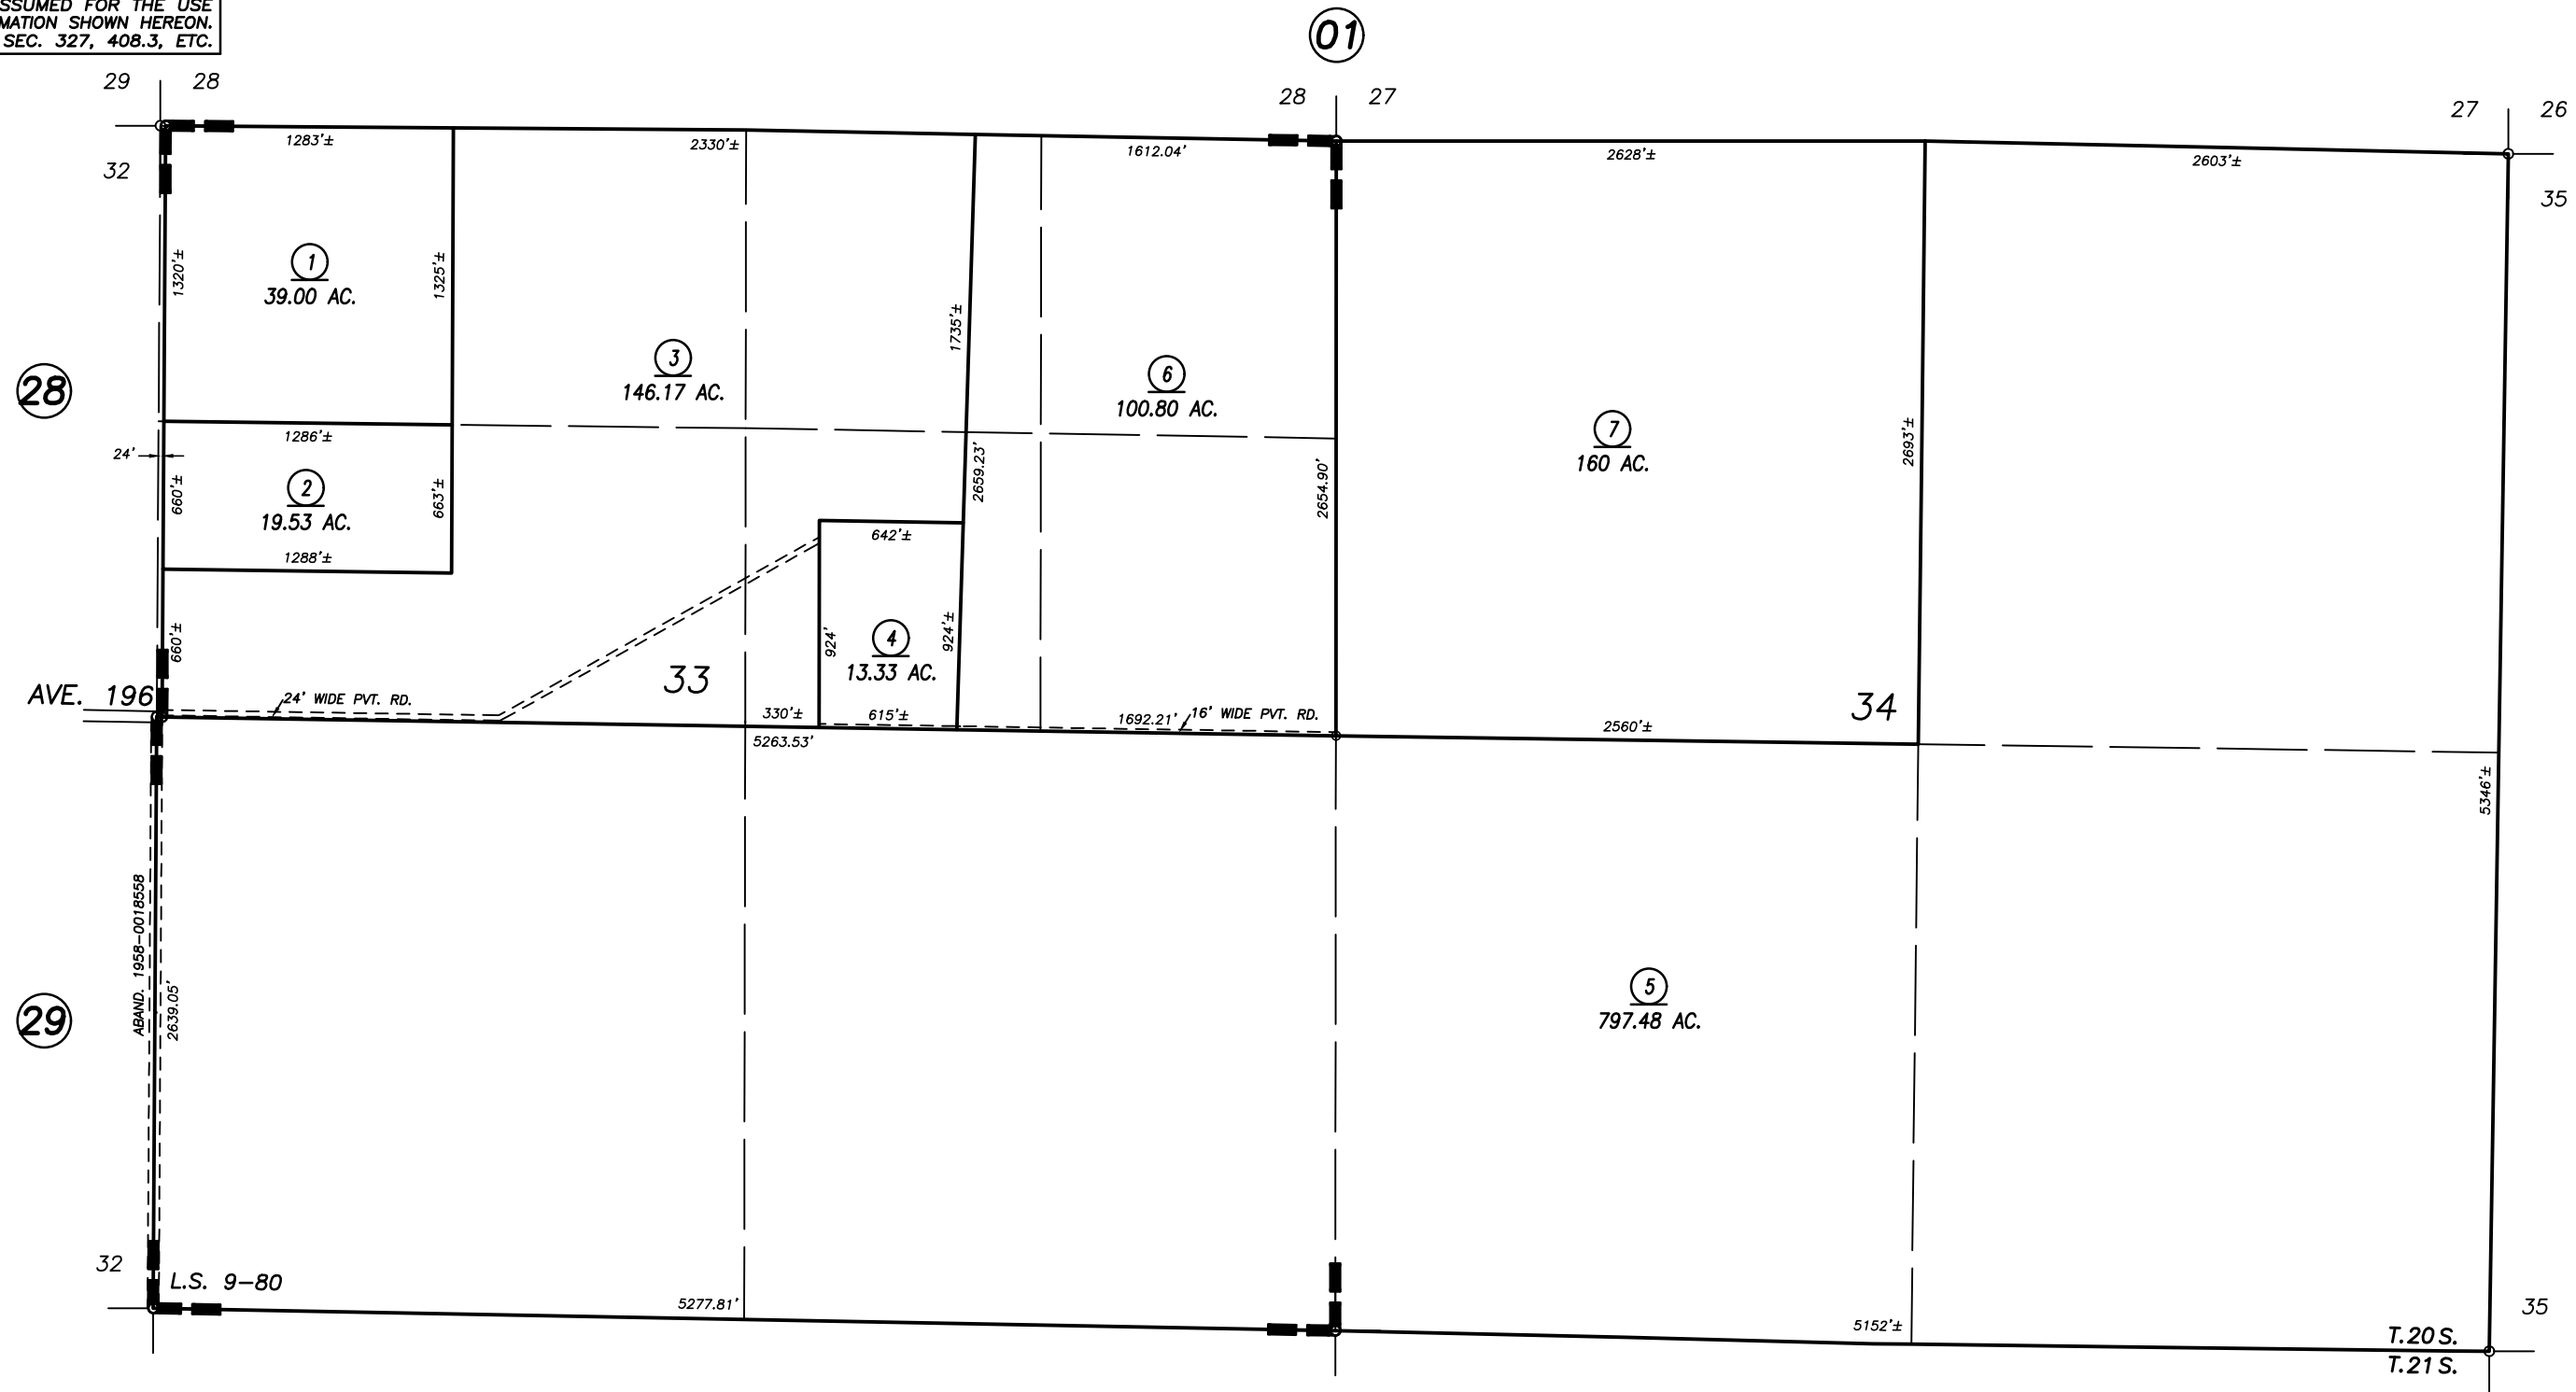 SSUMED FOR THE USE
MATION SHOWN HEREON.
SEC. 327, 408.3, ETC.
01
29 28
28 27
27 26
32
35
1283'±
2330'±
1612.04'
2628'±
2603'±
1320'±
1
39.00 AC.
1325'±
3
146.17 AC.
1735'±
6
100.80 AC.
28
7
160 AC.
2693'±
24'
1286'±
660'±
2
19.53 AC.
663'±
2659.23'
2654.90'
1288'±
642'±
660'±
924'
4
13.33 AC.
924'±
AVE. 196
24' WIDE PVT. RD.
33
34
330'±
615'±
1692.21'
16' WIDE PVT. RD.
2560'±
5263.53'
5346'±
ABAND. 1958-0018558
2639.05'
29
5
797.48 AC.
32
L.S. 9-80
5277.81'
5152'±
35
T.20 S.
T.21 S.